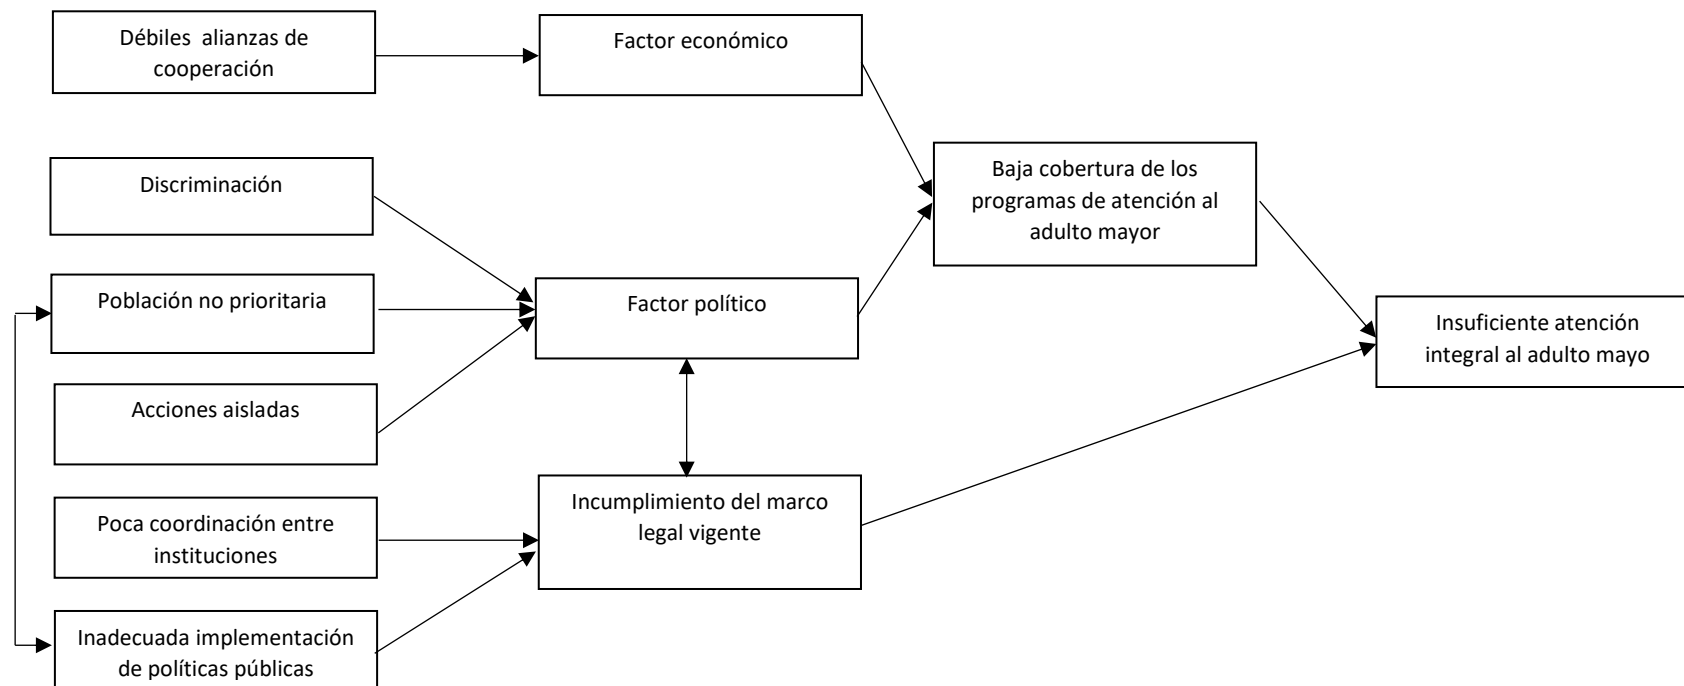 Débiles  alianzas de
cooperación
Factor económico
Discriminación
Baja cobertura de los
programas de atención al
adulto mayor
Población no prioritaria
Factor político
Insuficiente atención
integral al adulto mayo
Acciones aisladas
Poca coordinación entre
instituciones
Incumplimiento del marco
legal vigente
Inadecuada implementación
de políticas públicas